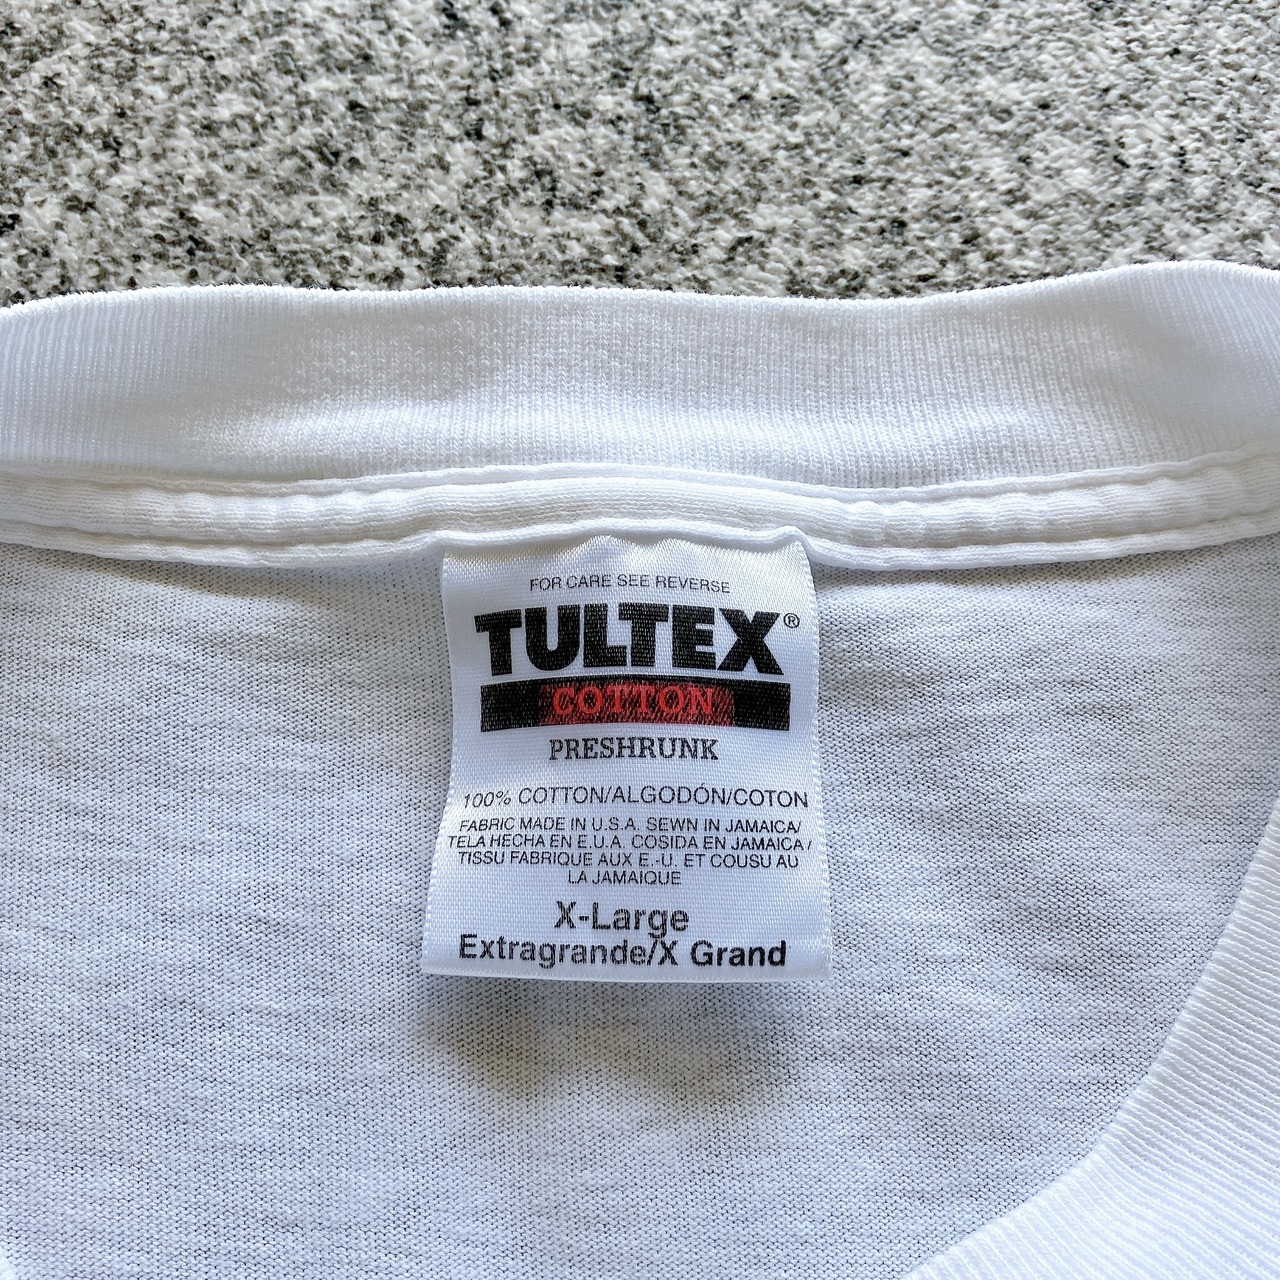 FOR CARE SEE REVERSE
TULTEX®
COTTON
PRESHRUNK
100% COTTON/ALGODÓN/COTON
FABRIC MADE IN U.S.A. SEWN IN JAMAICA/
TELA HECHA EN E.U.A. COSIDA EN JAMAICA/
TISSU FABRIQUE AUX E.-U. ET COUSU AU
LA JAMAIQUE
X-Large
Extragrande/X Grand